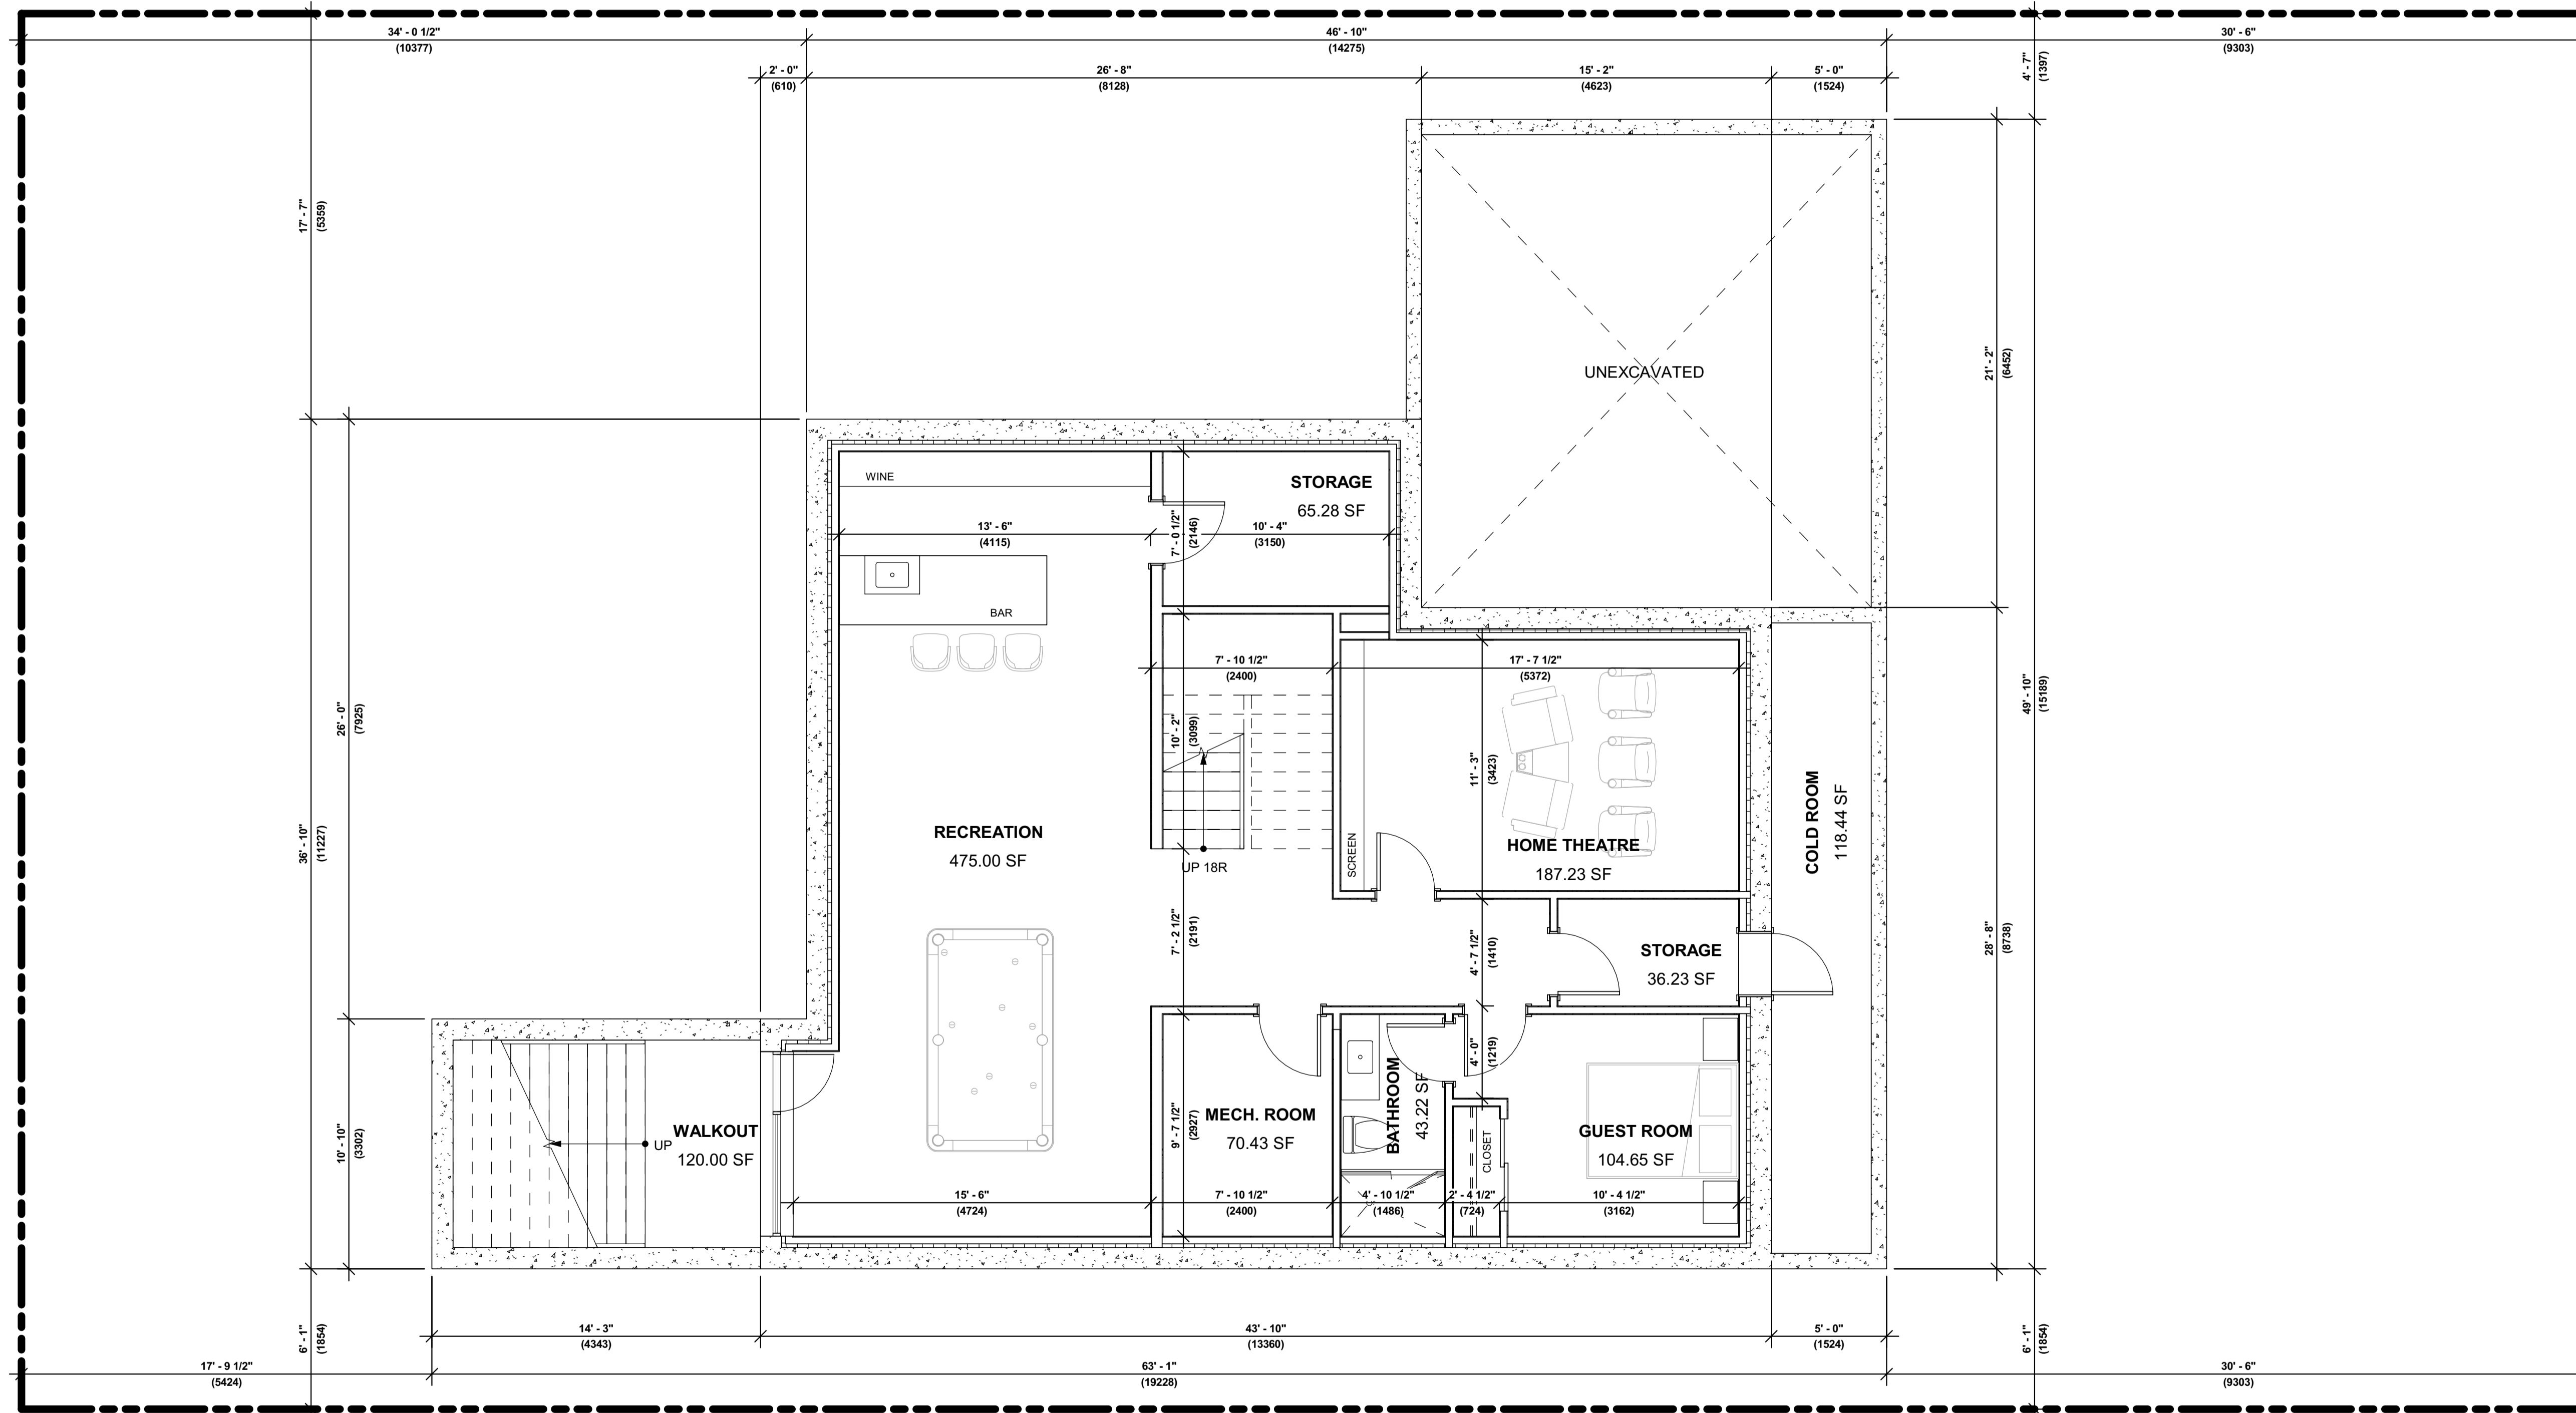 34' - 0 1/2"
(10377)
46' - 10"
(14275)
30' - 6"
(9303)
2' - 0"
(610)
26' - 8"
(8128)
15' - 2"
(4623)
5' - 0"
(1524)
4' - 7"
(1397)
17' - 7"
(5359)
UNEXCAVATED
21' - 2"
(6452)
WINE
STORAGE
65.28 SF
13' - 6"
(4115)
7' - 0 1/2"
(2146)
10' - 4"
(3150)
BAR
7' - 10 1/2"
(2400)
17' - 7 1/2"
(5372)
26' - 0"
(7925)
10' - 2"
(3099)
49' - 10"
(15189)
11' - 3"
(3423)
36' - 10"
(11227)
RECREATION
475.00 SF
UP 18R
SCREEN
HOME THEATRE
187.23 SF
COLD ROOM
118.44 SF
7' - 2 1/2"
(2191)
4' - 7 1/2"
(1410)
STORAGE
36.23 SF
28' - 8"
(8738)
4' - 0"
(1219)
10' - 10"
(3302)
UP
WALKOUT
120.00 SF
9' - 7 1/2"
(2927)
MECH. ROOM
70.43 SF
BATHROOM
43.22 SF
CLOSET
GUEST ROOM
104.65 SF
15' - 6"
(4724)
7' - 10 1/2"
(2400)
4' - 10 1/2"
(1486)
2' - 4 1/2"
(724)
10' - 4 1/2"
(3162)
6' - 1"
(1854)
14' - 3"
(4343)
43' - 10"
(13360)
5' - 0"
(1524)
6' - 1"
(1854)
17' - 9 1/2"
(5424)
63' - 1"
(19228)
30' - 6"
(9303)